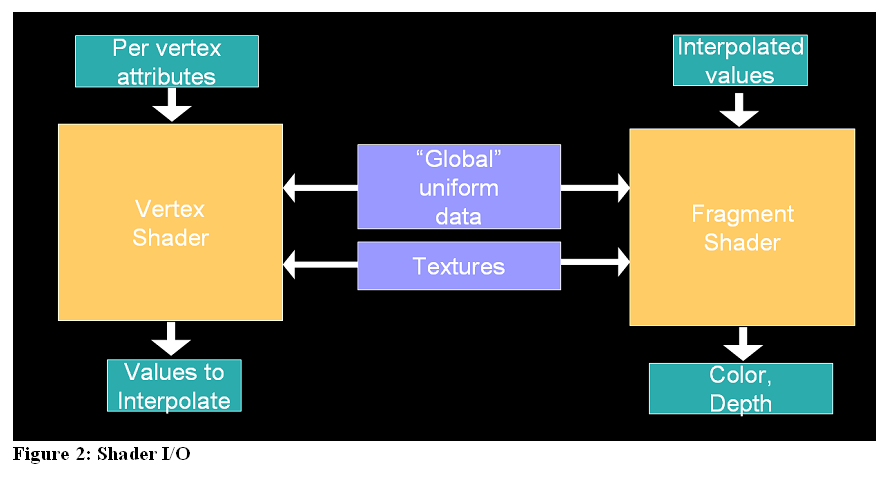 Per vertex
attributes
Interpolated
values
Vertex
Shader
“Global”
uniform
data
Textures
Fragment
Shader
Values to
Interpolate
Color,
Depth
Figure 2: Shader I/O